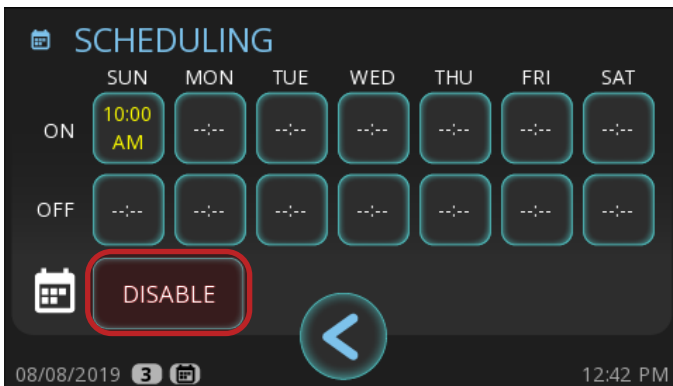 SCHEDULING
SUN MON TUE WED THU FRI SAT
ON 10:00 AM --:-- --:-- --:-- --:-- --:-- --:--
OFF --:-- --:-- --:-- --:-- --:-- --:-- --:--
DISABLE
08/08/2019 3 12:42 PM